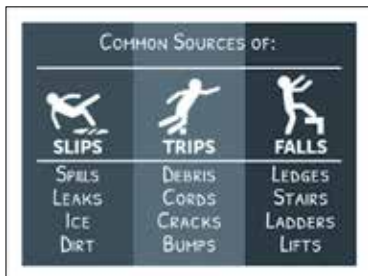 COMMON SOURCES OF:
SLIPS TRIPS FALLS
SPILLS DEBRIS LEDGES
LEAKS CORDS STAIRS
ICE CRACKS LADDERS
DIRT BUMPS LIFTS